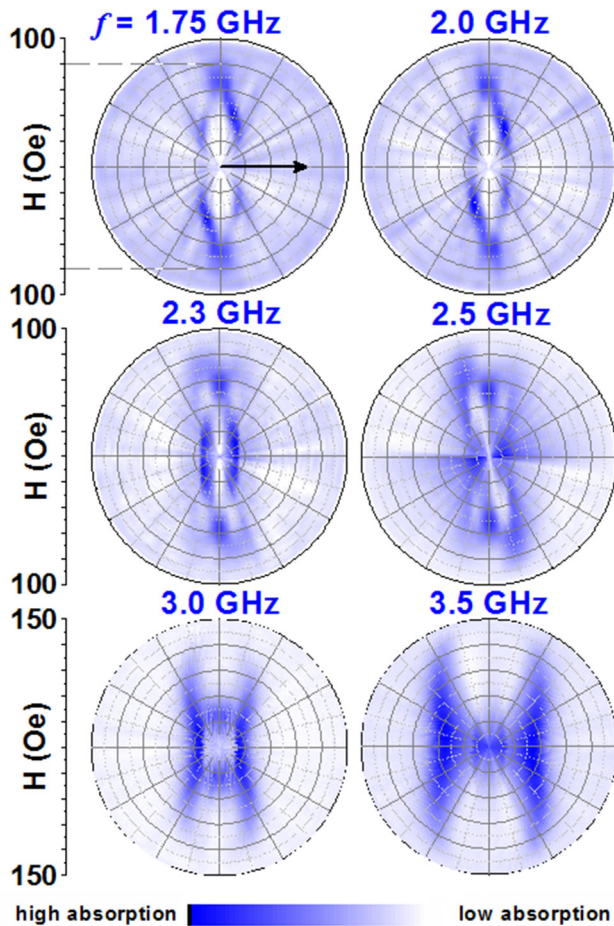 f = 1.75 GHz
2.0 GHz
100
H (Oe)
100
2.3 GHz
2.5 GHz
100
H (Oe)
100
3.0 GHz
3.5 GHz
150
H (Oe)
150
high absorption
low absorption